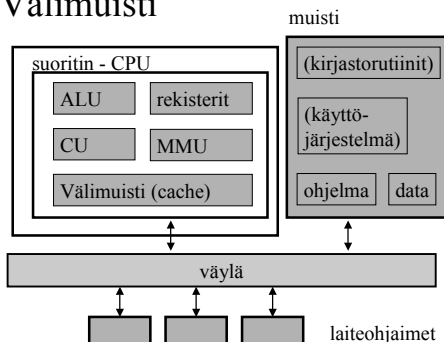 Välimuisti
muisti
suoritin - CPU
ALU
rekisterit
CU
MMU
Välimuisti (cache)
(kirjastorutiinit)
(käyttö-
järjestelmä)
ohjelma
data
väylä
laiteohjaimet